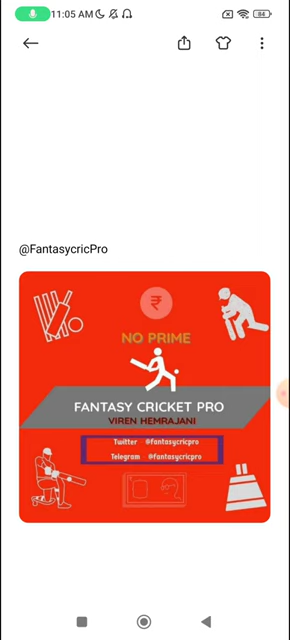 11:05 AM
84
@FantasycricPro
₹
NO PRIME
FANTASY CRICKET PRO
VIREN HEMRAJANI
Twitter @fantasycricpro
Telegram @fantasycricpro